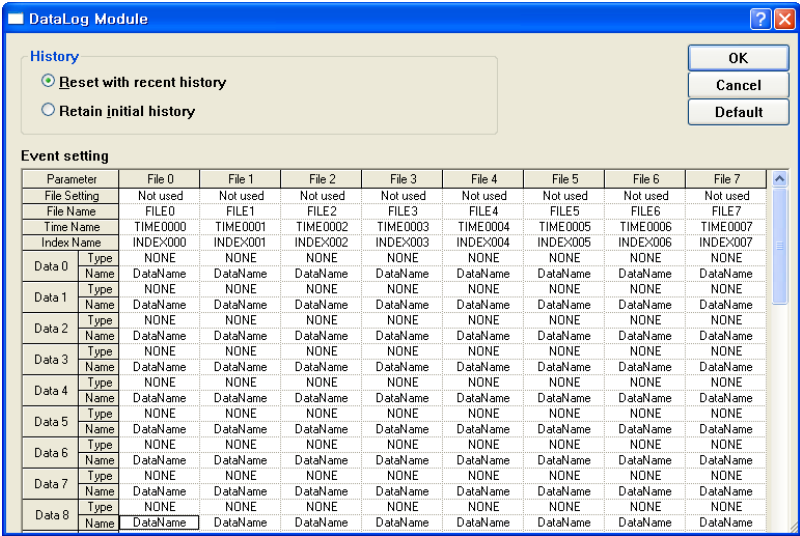 DataLog Module
History
Reset with recent history
Retain initial history
OK
Cancel
Default
Event setting
Parameter File 0 File 1 File 2 File 3 File 4 File 5 File 6 File 7
File Setting Not used Not used Not used Not used Not used Not used Not used Not used
File Name FILE0 FILE1 FILE2 FILE3 FILE4 FILE5 FILE6 FILE7
Time Name TIME0000 TIME0001 TIME0002 TIME0003 TIME0004 TIME0005 TIME0006 TIME0007
Index Name INDEX000 INDEX001 INDEX002 INDEX003 INDEX004 INDEX005 INDEX006 INDEX007
Data 0 Type NONE NONE NONE NONE NONE NONE NONE NONE
Name DataName DataName DataName DataName DataName DataName DataName DataName
Data 1 Type NONE NONE NONE NONE NONE NONE NONE NONE
Name DataName DataName DataName DataName DataName DataName DataName DataName
Data 2 Type NONE NONE NONE NONE NONE NONE NONE NONE
Name DataName DataName DataName DataName DataName DataName DataName DataName
Data 3 Type NONE NONE NONE NONE NONE NONE NONE NONE
Name DataName DataName DataName DataName DataName DataName DataName DataName
Data 4 Type NONE NONE NONE NONE NONE NONE NONE NONE
Name DataName DataName DataName DataName DataName DataName DataName DataName
Data 5 Type NONE NONE NONE NONE NONE NONE NONE NONE
Name DataName DataName DataName DataName DataName DataName DataName DataName
Data 6 Type NONE NONE NONE NONE NONE NONE NONE NONE
Name DataName DataName DataName DataName DataName DataName DataName DataName
Data 7 Type NONE NONE NONE NONE NONE NONE NONE NONE
Name DataName DataName DataName DataName DataName DataName DataName DataName
Data 8 Type NONE NONE NONE NONE NONE NONE NONE NONE
Name DataName DataName DataName DataName DataName DataName DataName DataName